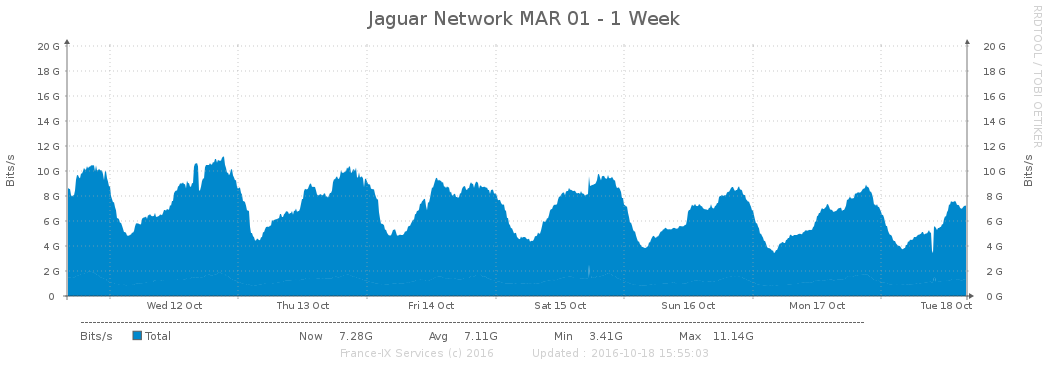 Jaguar Network MAR 01 - 1 Week
RRDTOOL / TOBI OETIKER
Bits/s
Bits/s
20 G 20 G
18 G 18 G
16 G 16 G
14 G 14 G
12 G 12 G
10 G 10 G
8 G 8 G
6 G 6 G
4 G 4 G
2 G 2 G
0 0 G
Wed 12 Oct Thu 13 Oct Fri 14 Oct Sat 15 Oct Sun 16 Oct Mon 17 Oct Tue 18 Oct
Bits/s Total Now 7.28G Avg 7.11G Min 3.41G Max 11.14G
France-IX Services (c) 2016 Updated : 2016-10-18 15:55:03